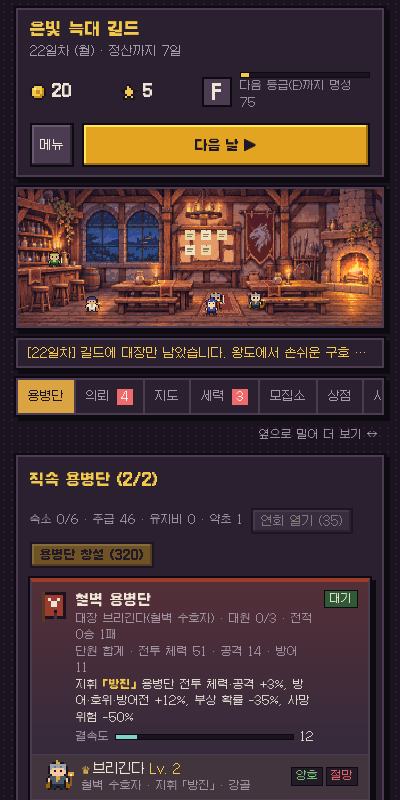 은빛 늑대 길드
22일차 (월) · 정산까지 7일
20
5
F
다음 등급(E)까지 명성
75
메뉴
다음 날 ▶
[22일차] 길드에 대장만 남았습니다. 왕도에서 손쉬운 구호 ···
용병단 의뢰 4 지도 세력 3 모집소 상점
옆으로 밀어 더 보기 ↔
직속 용병단 (2/2)
숙소 0/6 · 주급 46 · 유지비 0 · 약초 1
연회 열기 (35)
용병단 창설 (320)
철벽 용병단
대기
대장 브리긴다(철벽 수호자) · 대원 0/3 · 전적
0승 1패
단원 합계 · 전투 체력 51 · 공격 14 · 방어
11
지휘 「방진」 용병단 전투 체력·공격 +3%, 방
어·호위·방어전 +12%, 부상 확률 -35%, 사망
위험 -50%
결속도 12
브리긴다 Lv. 2
양호 절망
수호자 · 지휘 「방진」 · 강골